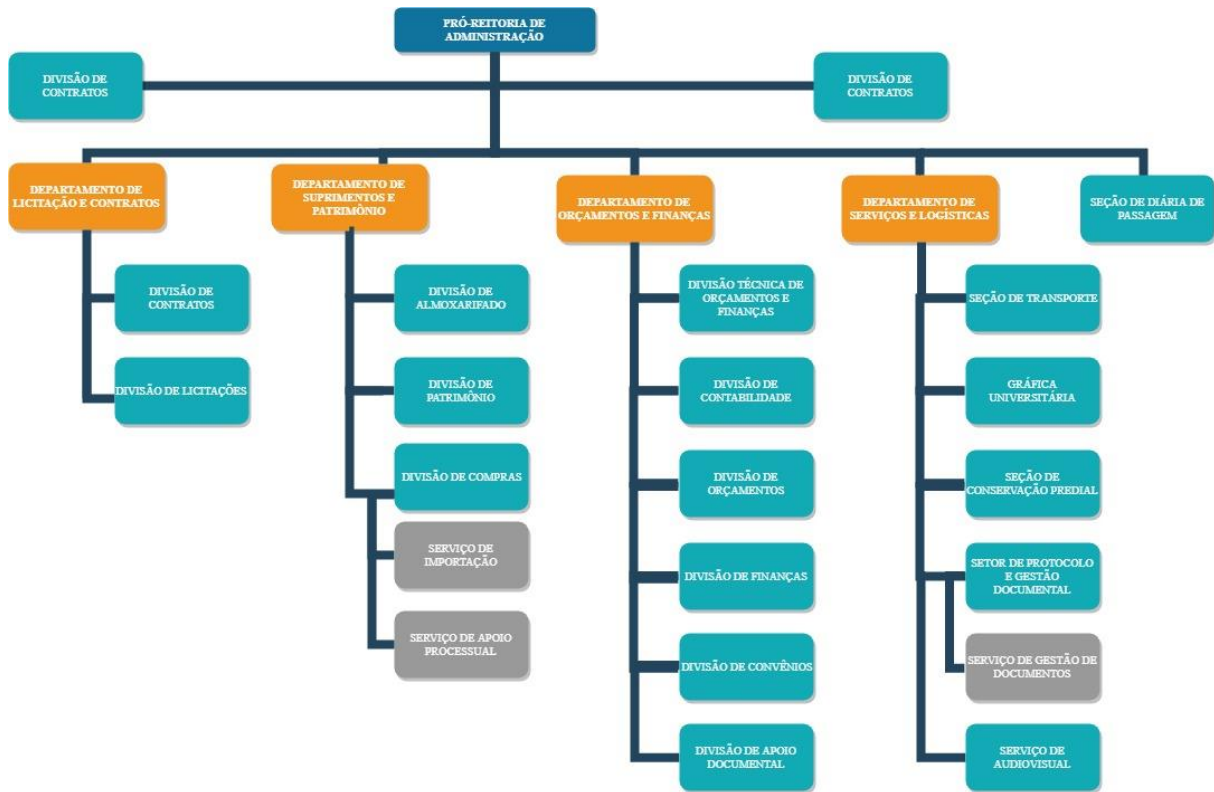 PRÓ-REITORIA DE
ADMINISTRAÇÃO
DIVISÃO DE
CONTRATOS
DIVISÃO DE
CONTRATOS
DEPARTAMENTO DE
LICITAÇÃO E CONTRATOS
DIVISÃO DE
CONTRATOS
DIVISÃO DE LICITAÇÕES
DEPARTAMENTO DE
SUPRIMENTOS E
PATRIMÔNIO
DIVISÃO DE
ALMOXARIFADO
DIVISÃO DE
PATRIMÔNIO
DIVISÃO DE COMPRAS
SERVIÇO DE
IMPORTAÇÃO
SERVIÇO DE APOIO
PROCESSUAL
DEPARTAMENTO DE
ORÇAMENTOS E FINANÇAS
DIVISÃO TÉCNICA DE
ORÇAMENTOS E
FINANÇAS
DIVISÃO DE
CONTABILIDADE
DIVISÃO DE
ORÇAMENTOS
DIVISÃO DE FINANÇAS
DIVISÃO DE CONVÊNIOS
DIVISÃO DE APOIO
DOCUMENTAL
DEPARTAMENTO DE
SERVIÇOS E LOGÍSTICAS
SEÇÃO DE TRANSPORTE
GRÁFICA
UNIVERSITÁRIA
SEÇÃO DE
CONSERVAÇÃO PREDIAL
SETOR DE PROTOCOLO
E GESTÃO
DOCUMENTAL
SERVIÇO DE GESTÃO DE
DOCUMENTOS
SERVIÇO DE
AUDIOVISUAL
SEÇÃO DE DIÁRIA DE
PASSAGEM